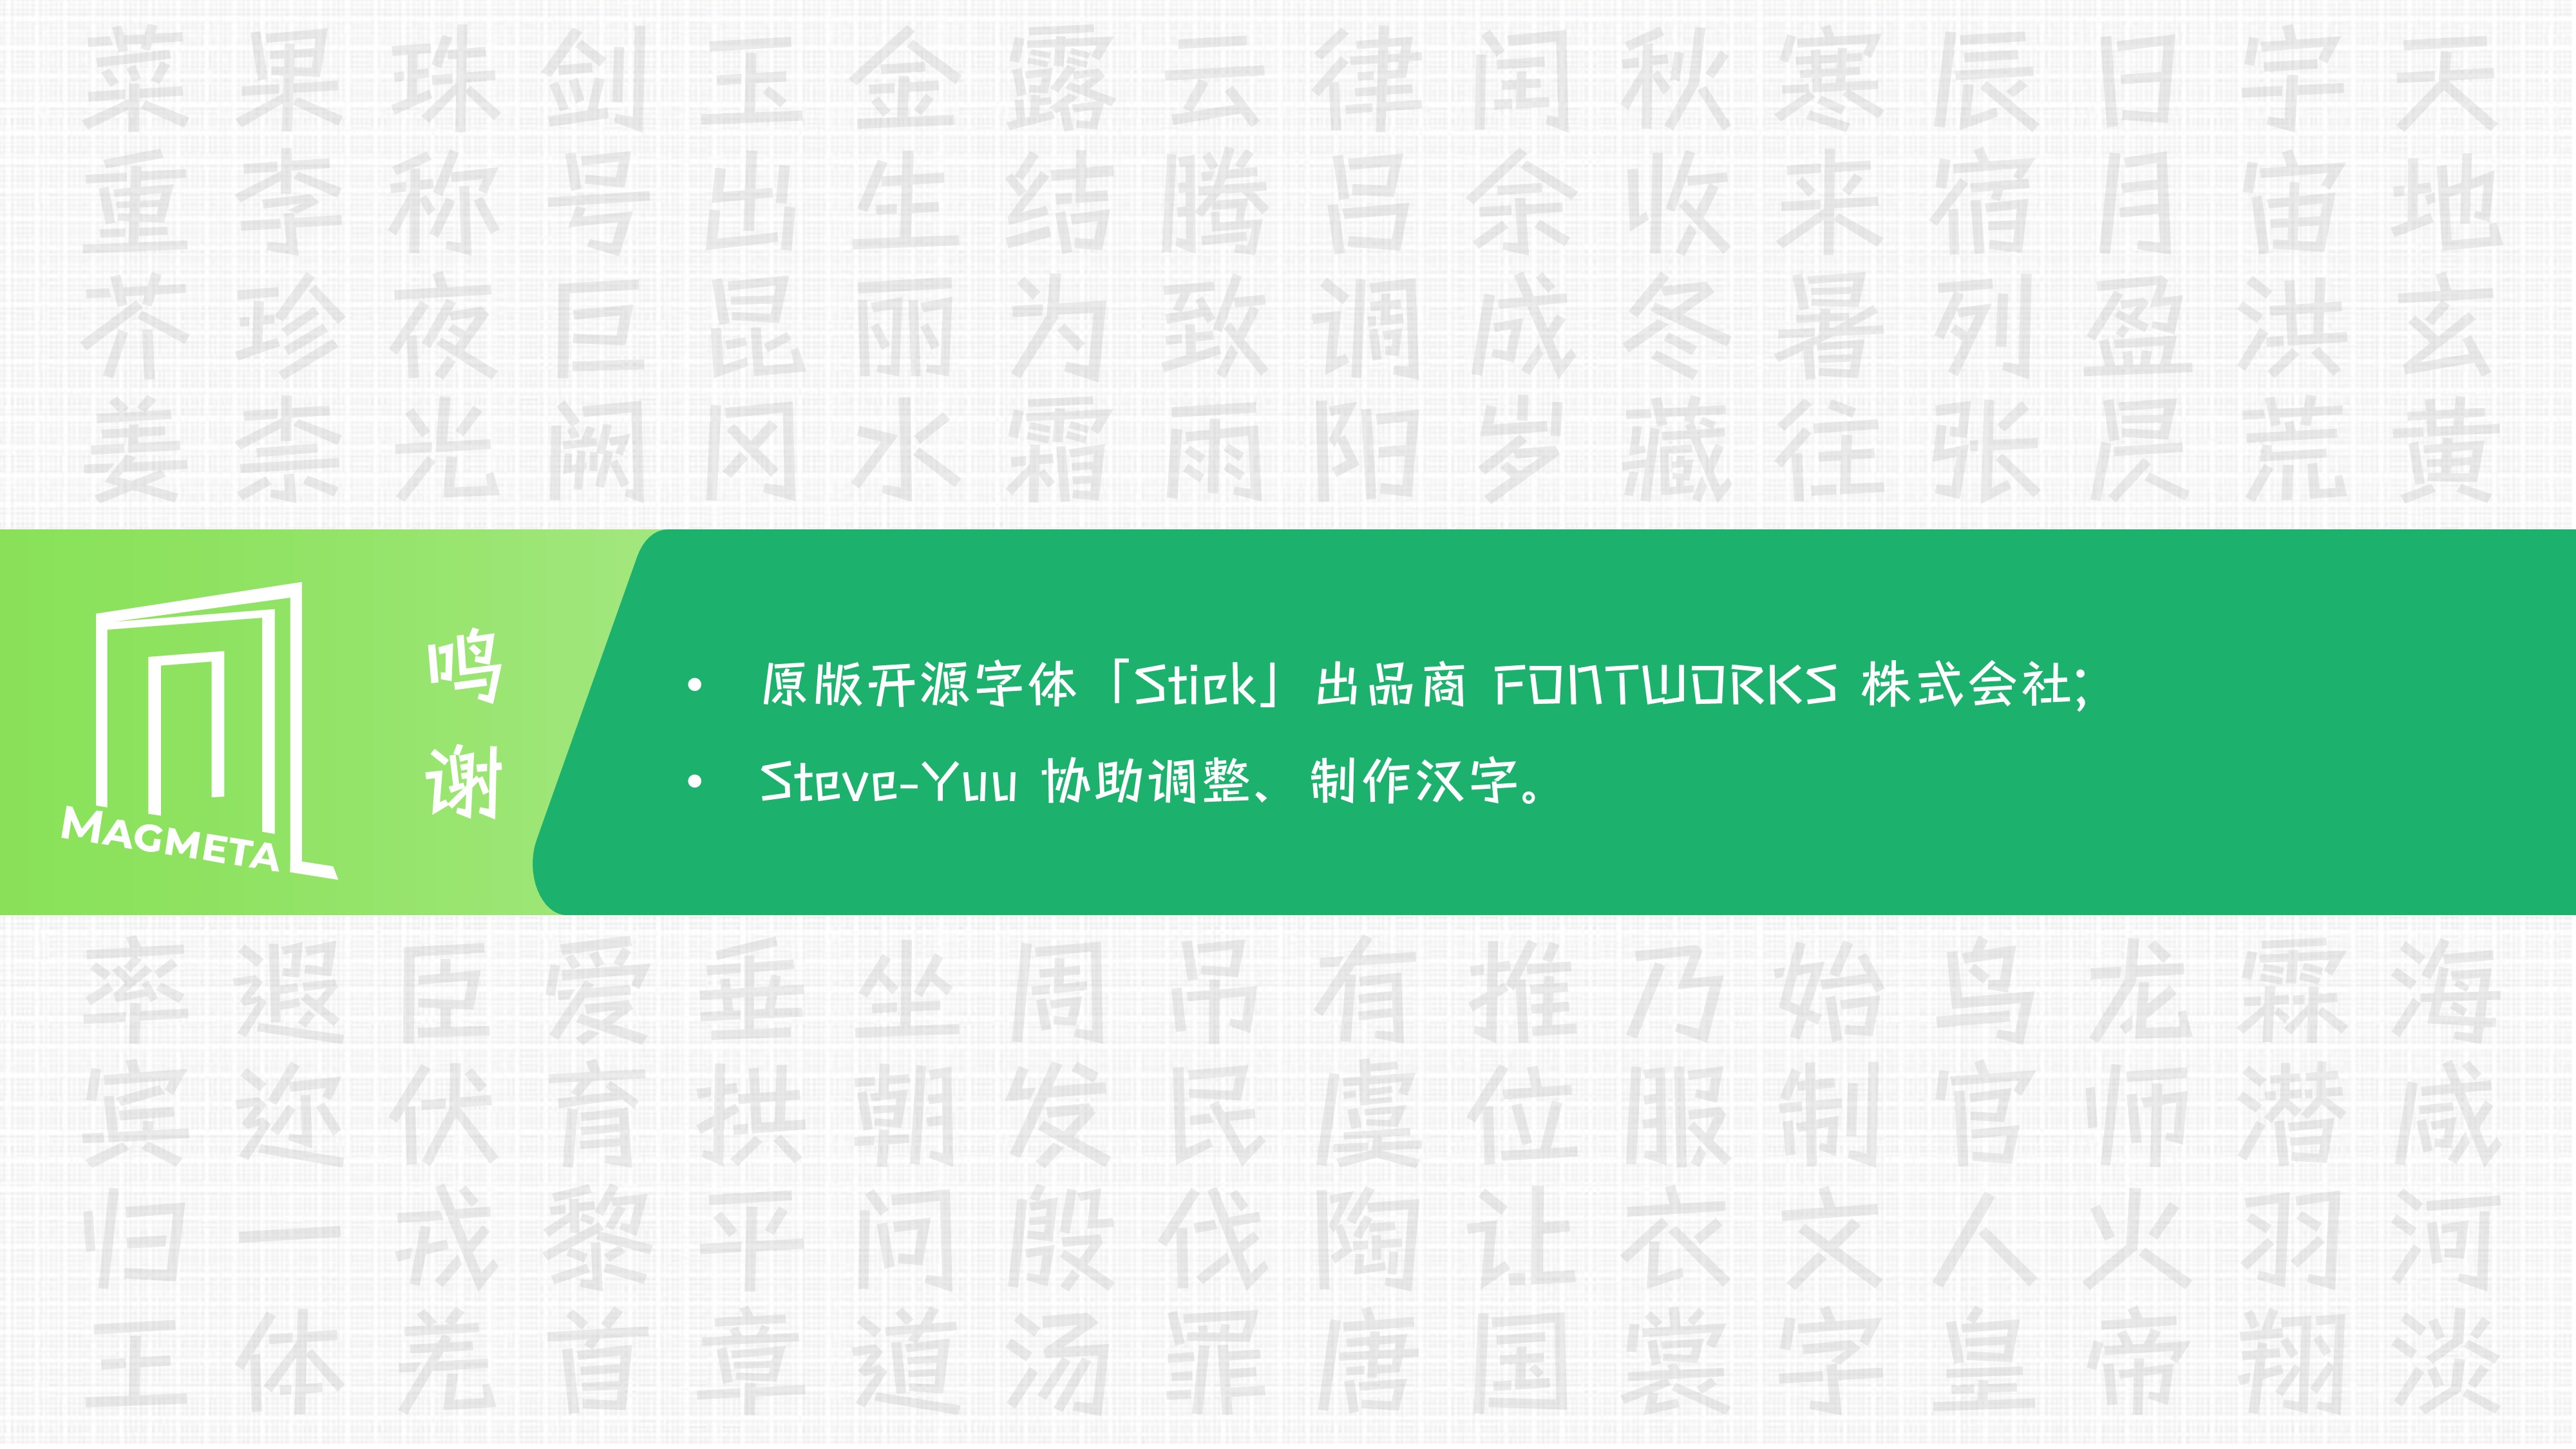 天地玄黄
宇宙洪荒
日月盈昃
辰宿列张
寒来暑往
秋收冬藏
闰余成岁
律吕调阳
云腾致雨
露结为霜
金生丽水
玉出昆冈
剑号巨阙
珠称夜光
果李珍柰
菜重芥姜
MAGMETA
鸣谢
• 原版开源字体「Stick」出品商 FONTWORKS 株式会社；
• Steve-Yuu 协助调整、制作汉字。
海咸河淡
霖潜羽翔
龙师火帝
鸟官人皇
始制文字
乃服衣裳
推位让国
有虞陶唐
吊民伐罪
周发殷汤
坐朝问道
垂拱平章
爱育黎首
臣伏戎羌
遐迩一体
率宾归王